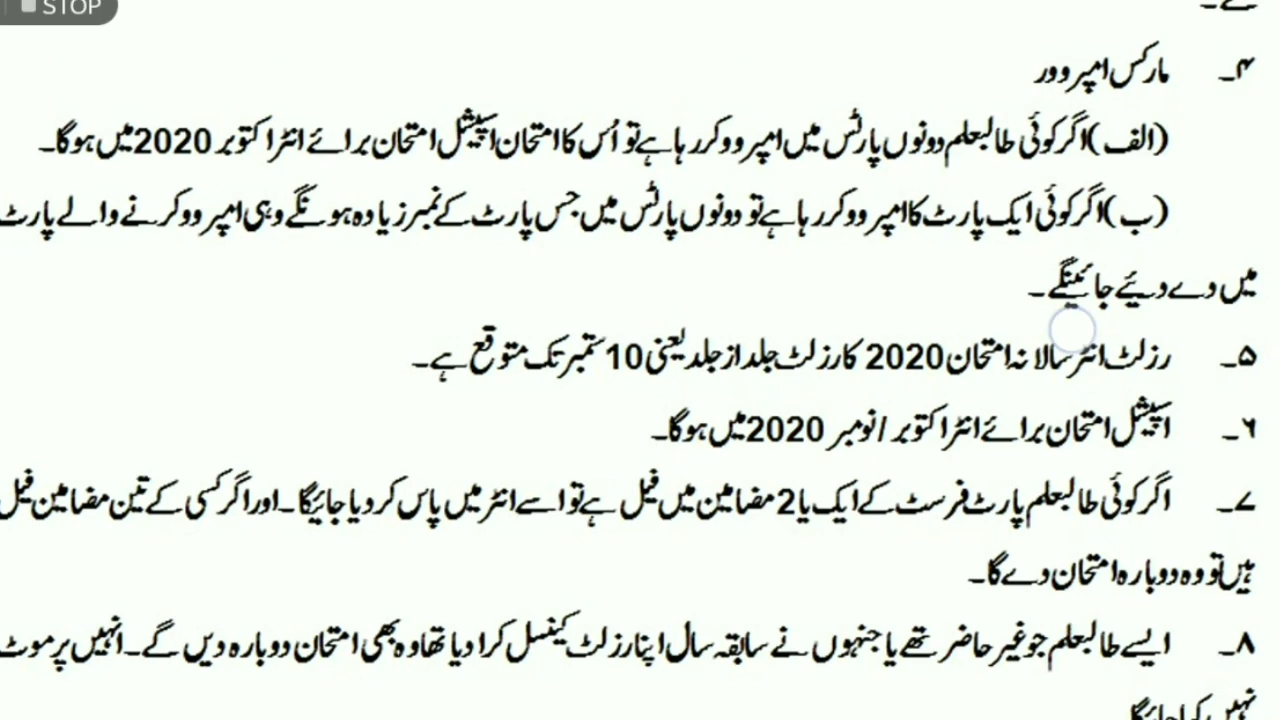 STOP
ہے۔
۴۔ مارکس امپروور
(الف) اگر کوئی طالبعلم دونوں پارٹس میں امپروو کر رہا ہے تو اُس کا امتحان اسپیشل امتحان برائے انٹر اکتوبر 2020 میں ہوگا۔
(ب) اگر کوئی ایک پارٹ کا امپروو کر رہا ہے تو دونوں پارٹس میں جس پارٹ کے نمبر زیادہ ہونگے وہی امپروو کرنے والے پارٹ
میں دے دیئے جائینگے۔
۵۔ رزلٹ انٹر سالانہ امتحان 2020 کا رزلٹ جلد از جلد یعنی 10 ستمبر تک متوقع ہے۔
۶۔ اسپیشل امتحان برائے انٹر اکتوبر / نومبر 2020 میں ہوگا۔
۷۔ اگر کوئی طالبعلم پارٹ فرسٹ کے ایک یا 2 مضامین میں فیل ہے تو اسے انٹر میں پاس کر دیا جائیگا۔ اور اگر کسی کے تین مضامین فیل
ہیں تو وہ دوبارہ امتحان دے گا۔
۸۔ ایسے طالبعلم جو غیر حاضر تھے یا جنہوں نے سابقہ سال اپنا رزلٹ کینسل کرا دیا تھا وہ بھی امتحان دوبارہ دیں گے۔ انہیں پرموٹ
نہیں کیا جائیگا